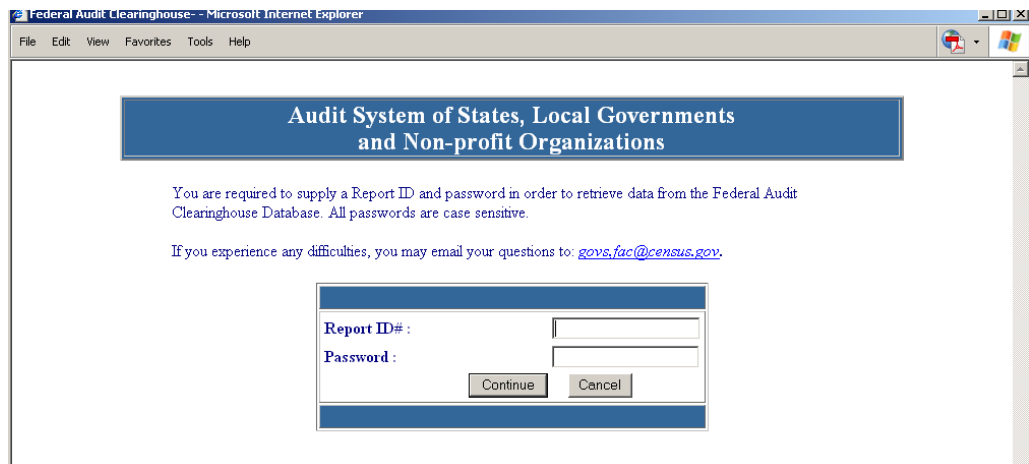 Federal Audit Clearinghouse- - Microsoft Internet Explorer
File Edit View Favorites Tools Help
Audit System of States, Local Governments
and Non-profit Organizations
You are required to supply a Report ID and password in order to retrieve data from the Federal Audit
Clearinghouse Database. All passwords are case sensitive.
If you experience any difficulties, you may email your questions to: govs.fac@census.gov.
Report ID# :
Password :
Continue Cancel